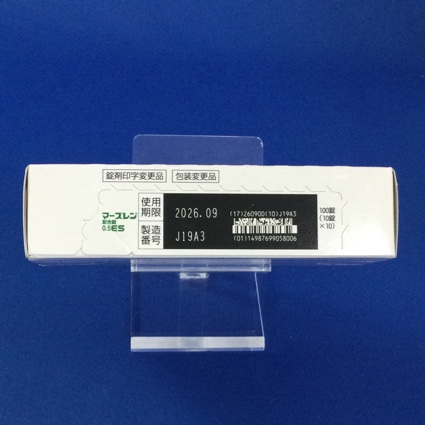 錠剤印字変更品 包装変更品
マーズレン
配合錠
0.5ES
使用
期限
2026.09
製造
番号
J19A3
(17)260900(10)J19A3
(01)14987699058006
100錠
(10錠
×10)